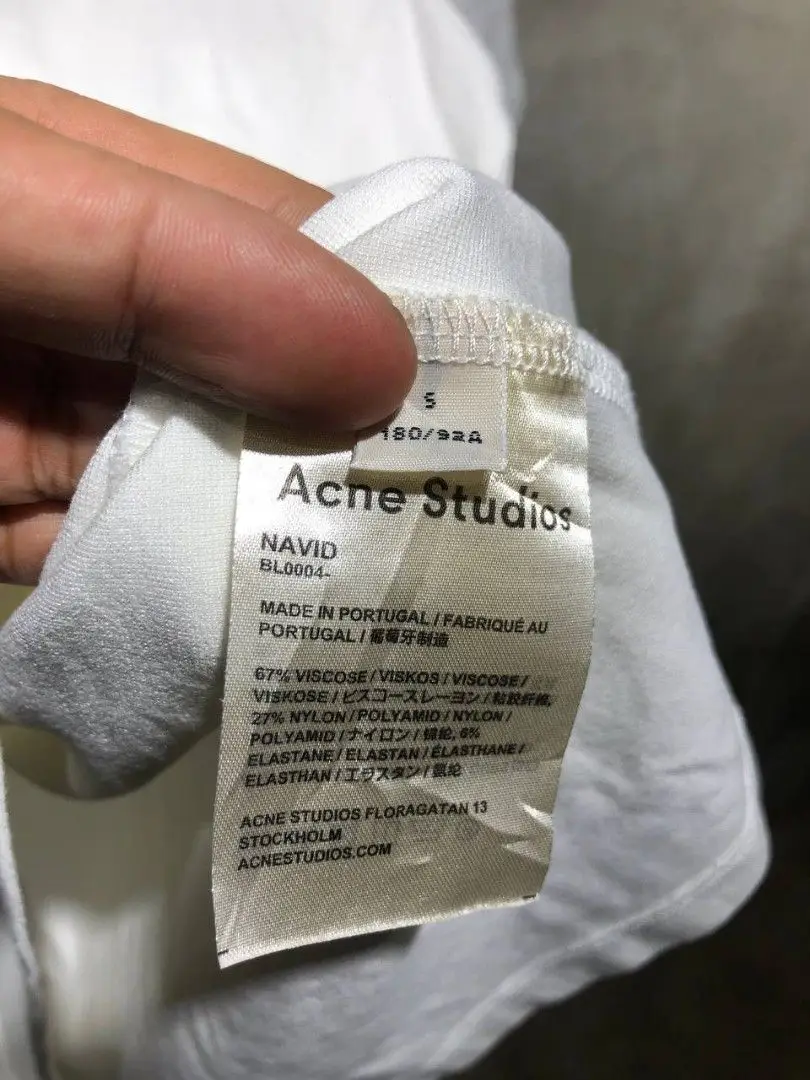 S
180/92A
Acne Studios
NAVID
BL0004-
MADE IN PORTUGAL / FABRIQUÉ AU
PORTUGAL / 葡萄牙制造
67% VISCOSE / VISKOS / VISCOSE /
VISKOSE / ビスコースレーヨン / 粘胶纤维,
27% NYLON / POLYAMID / NYLON /
POLYAMID / ナイロン / 锦纶, 6%
ELASTANE / ELASTAN / ÉLASTHANE /
ELASTHAN / エラスタン / 氨纶
ACNE STUDIOS FLORAGATAN 13
STOCKHOLM
ACNESTUDIOS.COM